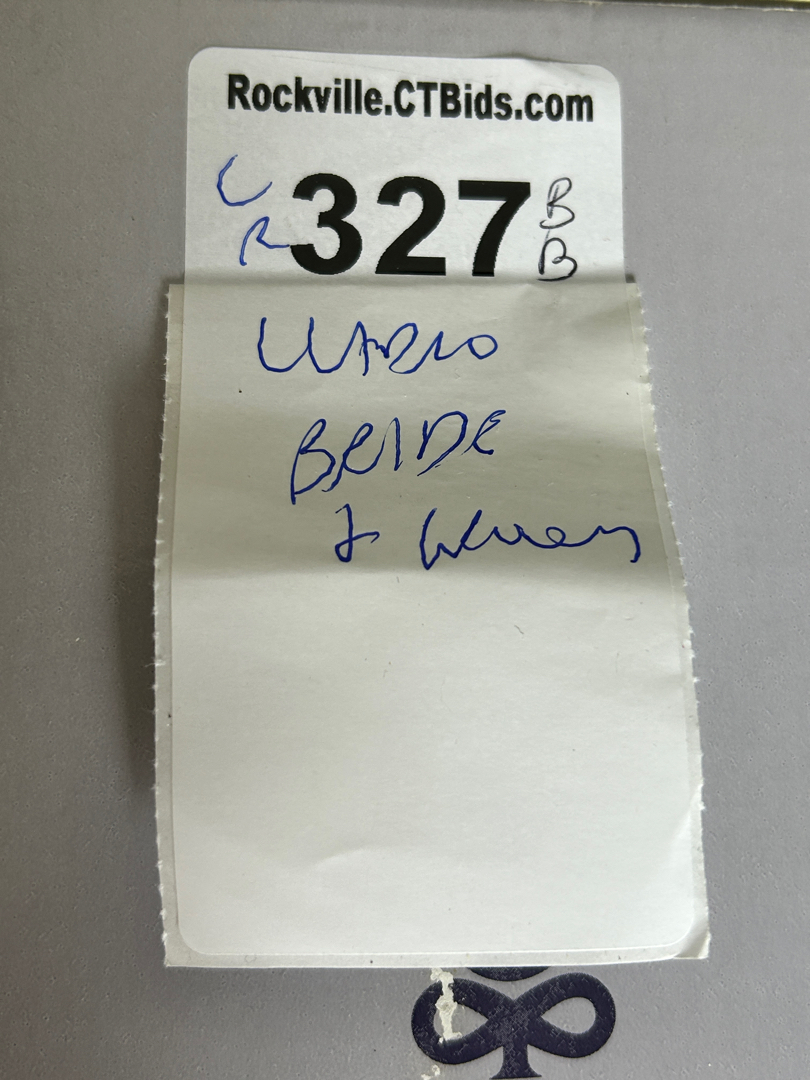 Rockville.CTBids.com
327 B
B
LLADRO
BRIDE
+